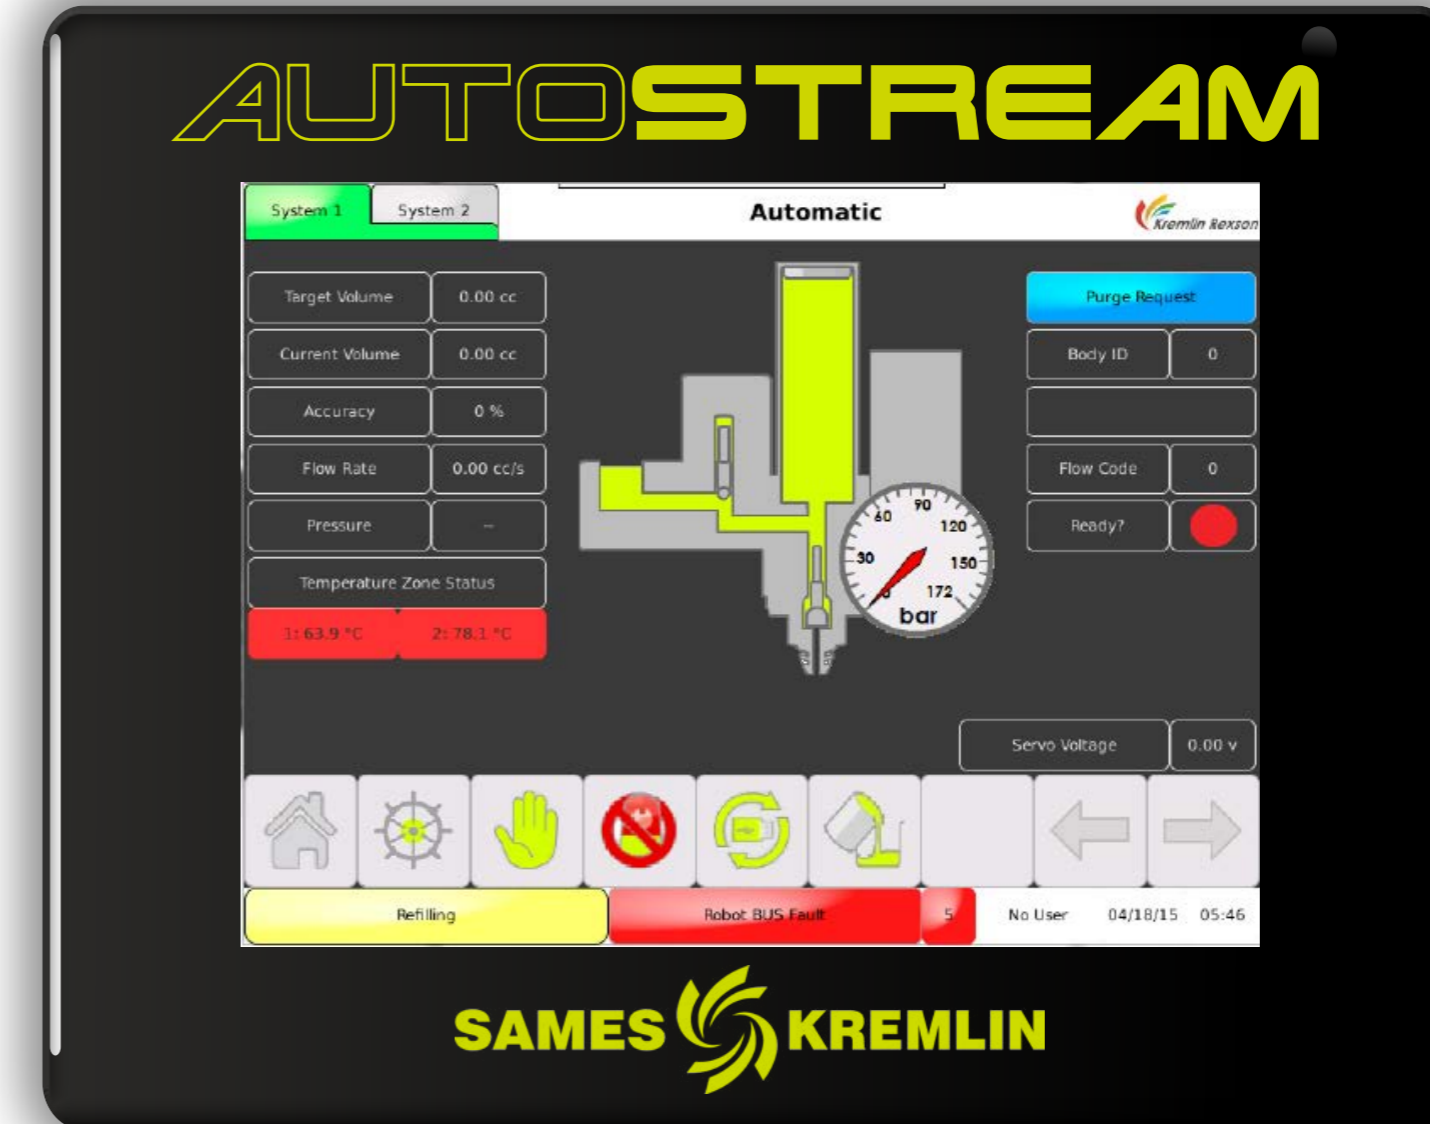 AUTOSTREAM
System 1 System 2 Automatic Kremlin Rexson
Target Volume 0.00 cc
Current Volume 0.00 cc
Accuracy 0 %
Flow Rate 0.00 cc/s
Pressure --
Temperature Zone Status
1: 63.9 °C 2: 78.1 °C
0 30 60 90 120 150 172
bar
Purge Request
Body ID 0
Flow Code 0
Ready?
Servo Voltage 0.00 v
Refilling Robot BUS Fault 5 No User 04/18/15 05:46
SAMES KREMLIN